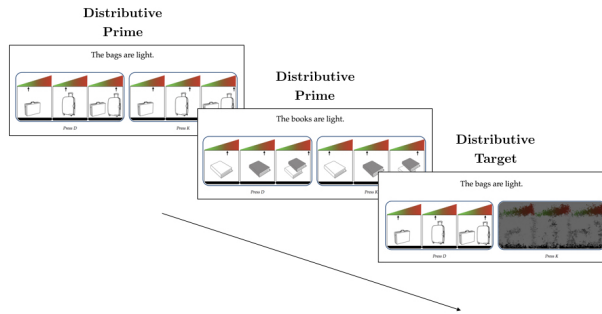 Distributive
Prime
The bags are light.
Press D
Press K
Distributive
Prime
The books are light.
Press D
Press K
Distributive
Target
The bags are light.
Press D
Press K